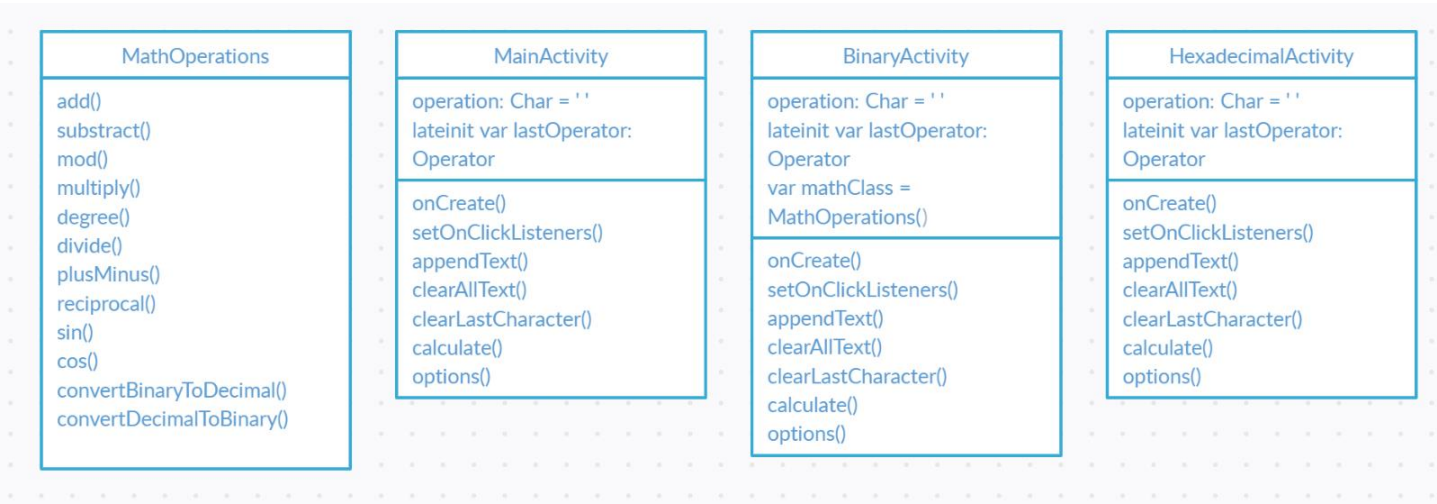 MathOperations
add()
substract()
mod()
multiply()
degree()
divide()
plusMinus()
reciprocal()
sin()
cos()
convertBinaryToDecimal()
convertDecimalToBinary()
MainActivity
operation: Char = ' '
lateinit var lastOperator:
Operator
onCreate()
setOnClickListeners()
appendText()
clearAllText()
clearLastCharacter()
calculate()
options()
BinaryActivity
operation: Char = ' '
lateinit var lastOperator:
Operator
var mathClass =
MathOperations()
onCreate()
setOnClickListeners()
appendText()
clearAllText()
clearLastCharacter()
calculate()
options()
HexadecimalActivity
operation: Char = ' '
lateinit var lastOperator:
Operator
onCreate()
setOnClickListeners()
appendText()
clearAllText()
clearLastCharacter()
calculate()
options()